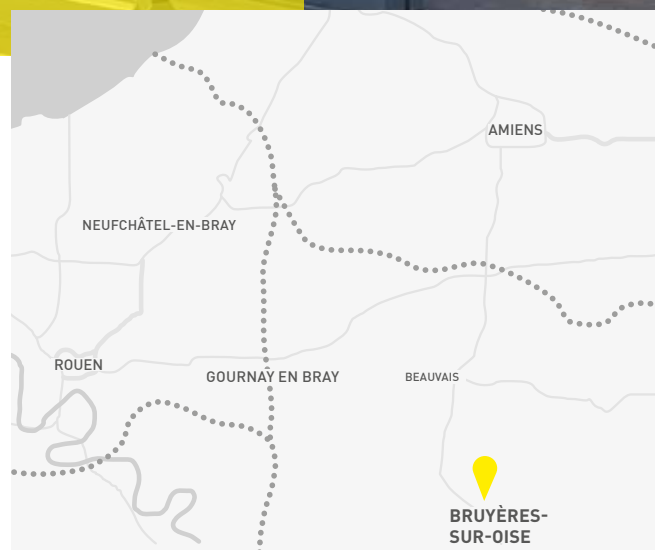 AMIENS
NEUFCHÂTEL-EN-BRAY
ROUEN
GOURNAY EN BRAY
BEAUVAIS
BRUYÈRES-
SUR-OISE